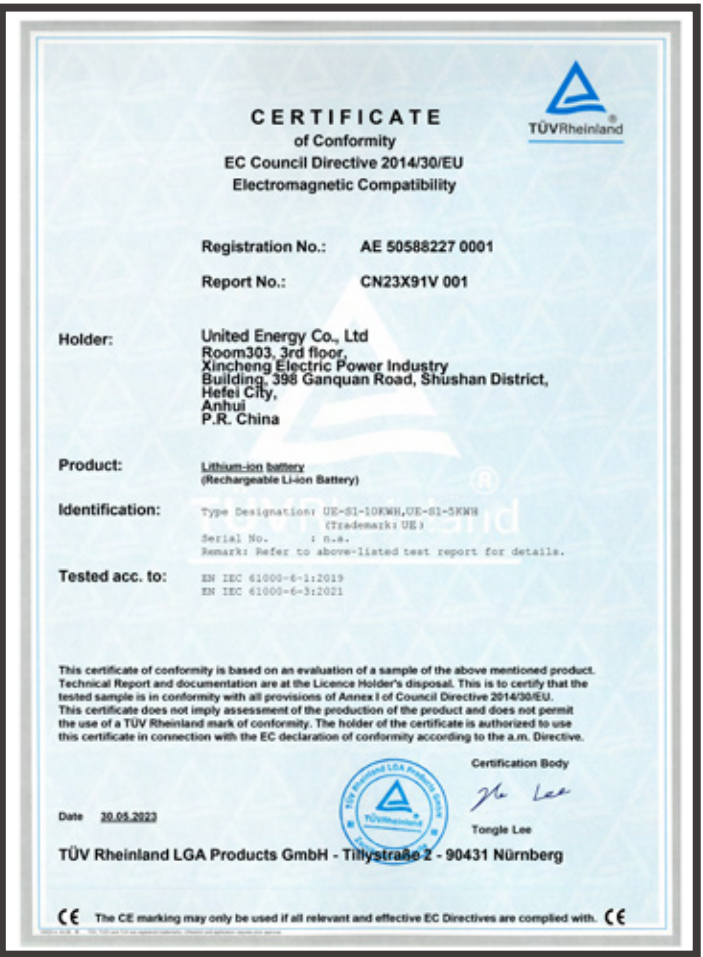 CERTIFICATE
of Conformity
EC Council Directive 2014/30/EU
Electromagnetic Compatibility
TÜVRheinland®
Registration No.: AE 50588227 0001
Report No.: CN23X91V 001
Holder: United Energy Co., Ltd
Room303, 3rd floor,
Xincheng Electric Power Industry
Building, 398 Ganquan Road, Shushan District,
Hefei City,
Anhui
P.R. China
Product: Lithium-ion battery
(Rechargeable Li-ion Battery)
Identification: Type Designation: UE-S1-10KWH,UE-S1-5KWH
(Trademark: UE)
Serial No. : n.a.
Remark: Refer to above-listed test report for details.
TÜVRheinland®
Tested acc. to: EN IEC 61000-6-1:2019
EN IEC 61000-6-3:2021
This certificate of conformity is based on an evaluation of a sample of the above mentioned product.
Technical Report and documentation are at the Licence Holder's disposal. This is to certify that the
tested sample is in conformity with all provisions of Annex I of Council Directive 2014/30/EU.
This certificate does not imply assessment of the production of the product and does not permit
the use of a TÜV Rheinland mark of conformity. The holder of the certificate is authorized to use
this certificate in connection with the EC declaration of conformity according to the a.m. Directive.
Certification Body
TÜV Rheinland LGA Products GmbH
TÜVRheinland
Date 30.05.2023
Tongle Lee
TÜV Rheinland LGA Products GmbH - Tillystraße 2 - 90431 Nürnberg
CE The CE marking may only be used if all relevant and effective EC Directives are complied with. CE